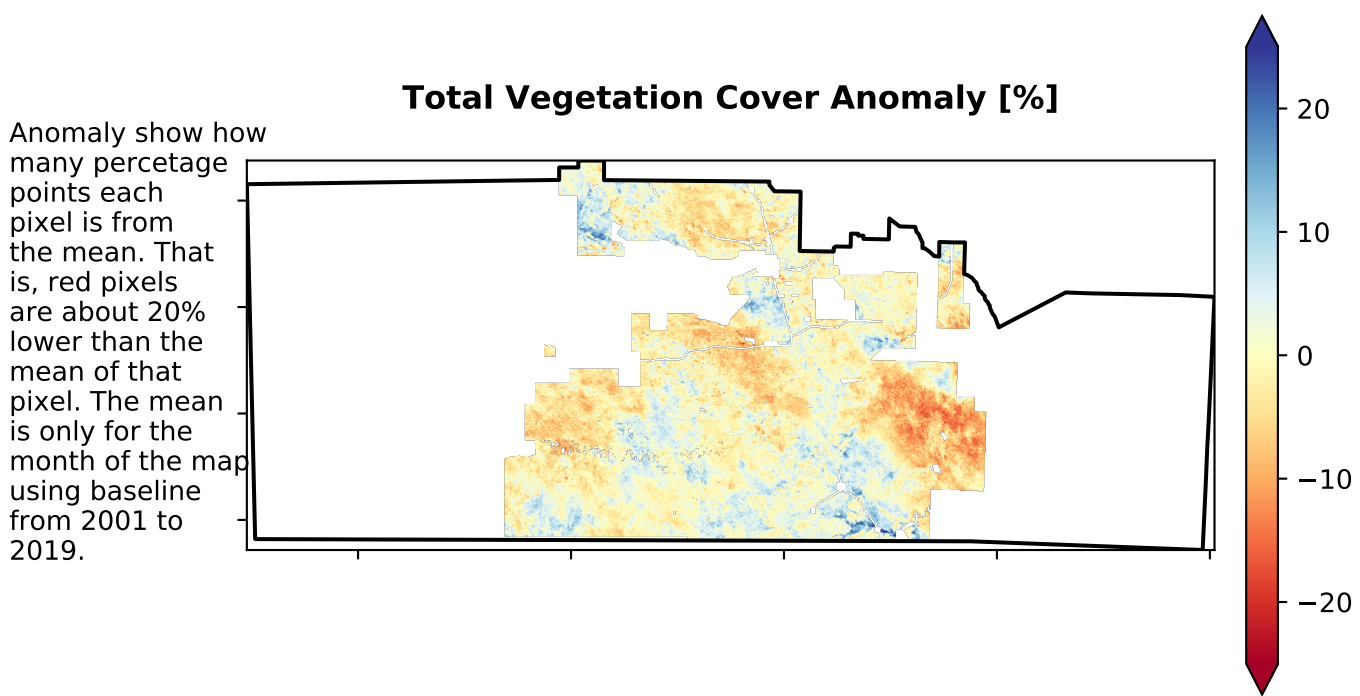 Total Vegetation Cover Anomaly [%]
Anomaly show how
many percetage
points each
pixel is from
the mean. That
is, red pixels
are about 20%
lower than the
mean of that
pixel. The mean
is only for the
month of the map
using baseline
from 2001 to
2019.
20
10
0
−10
−20